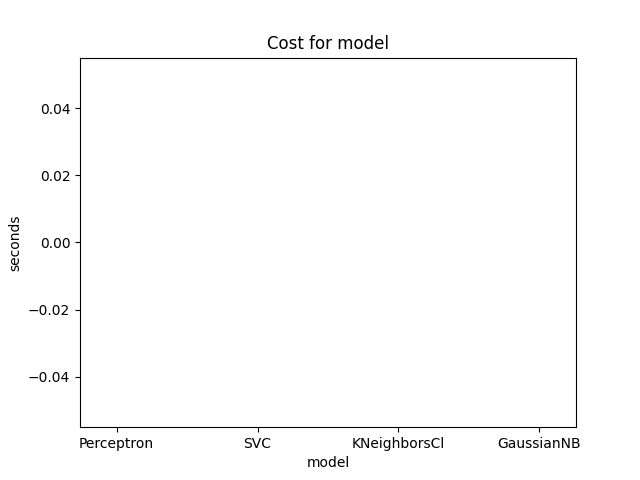 Cost for model
seconds
0.04
0.02
0.00
−0.02
−0.04
Perceptron SVC KNeighborsCl GaussianNB
model